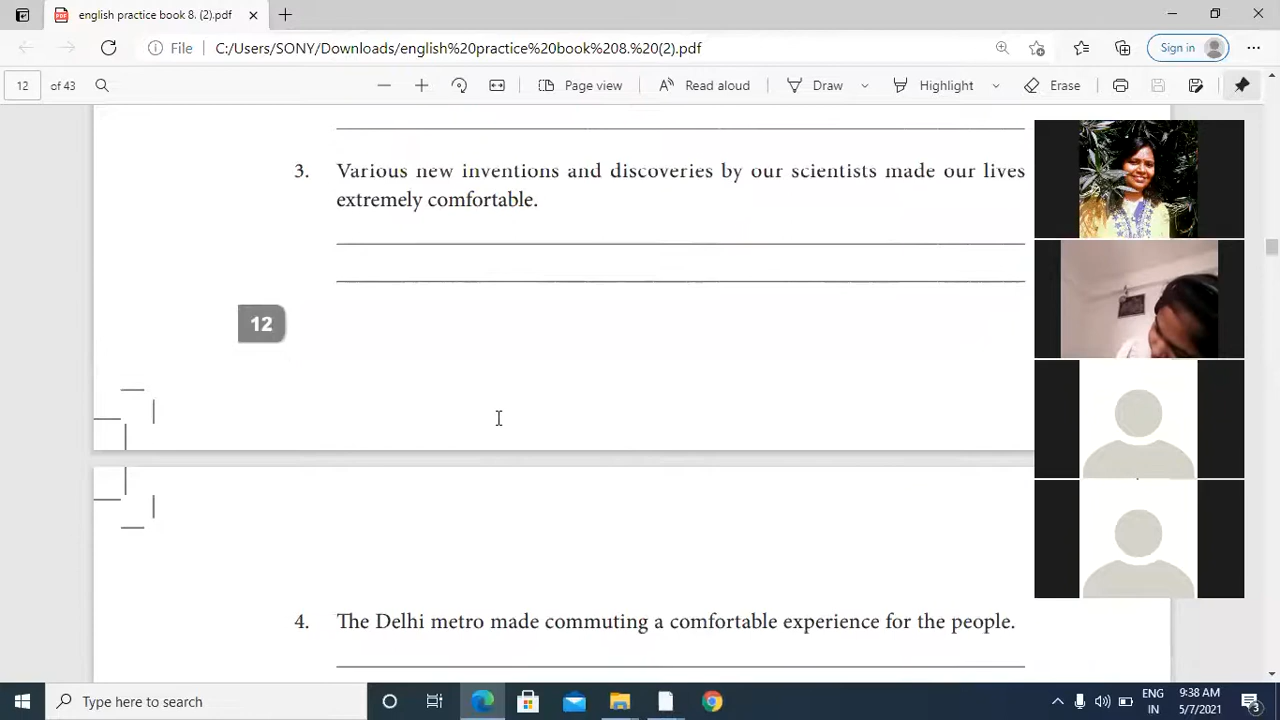 english practice book 8. (2).pdf
File C:/Users/SONY/Downloads/english%20practice%20book%208.%20(2).pdf
Sign in
12 of 43
Page view
Read aloud
Draw
Highlight
Erase
3. Various new inventions and discoveries by our scientists made our lives
extremely comfortable.
12
4. The Delhi metro made commuting a comfortable experience for the people.
Type here to search
ENG
IN
9:38 AM
5/7/2021
3